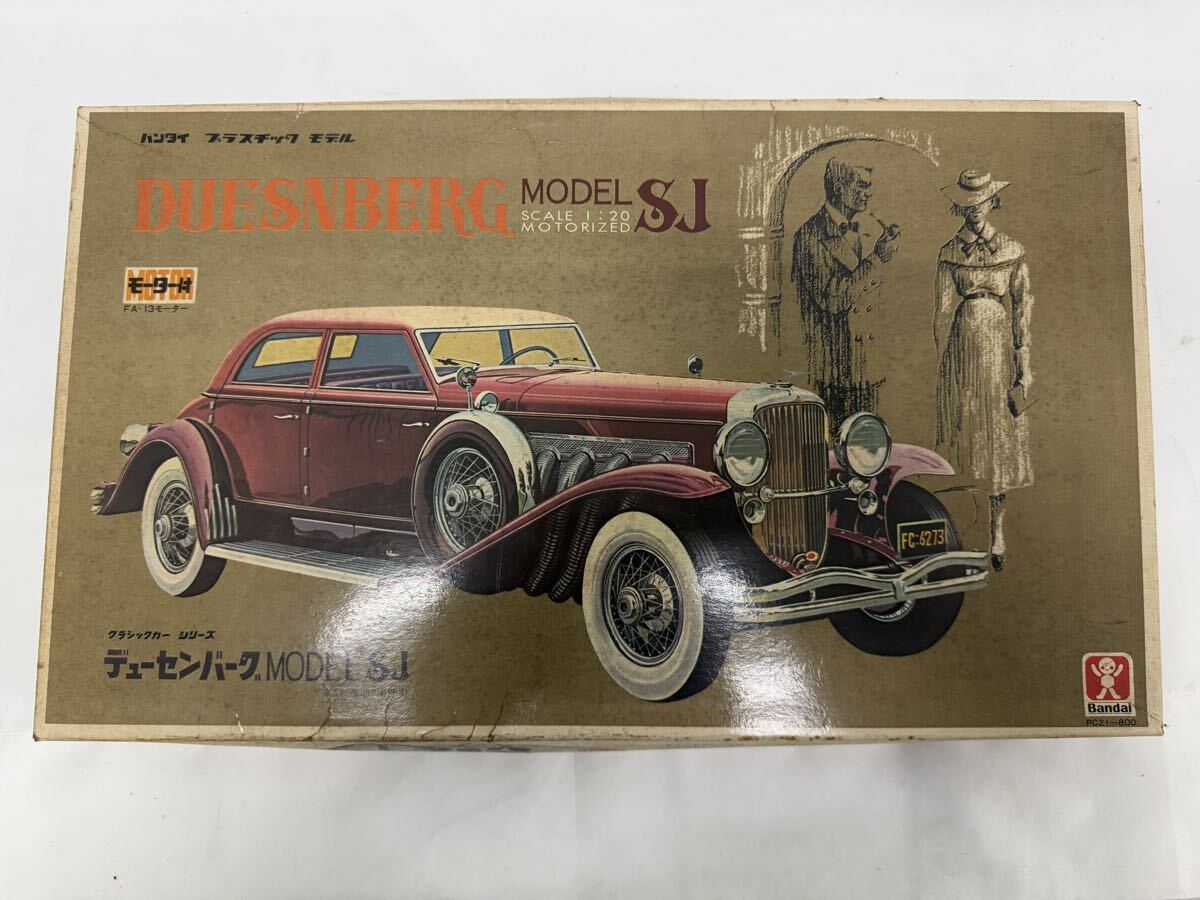 バンダイ プラスチック モデル
DUESNBERG MODEL SJ
SCALE 1:20
MOTORIZED
MOTOR
モーター付
FA-13モーター
FC-6273
クラシックカー シリーズ
デューセンバーグ MODEL SJ
Bandai
PC21-800